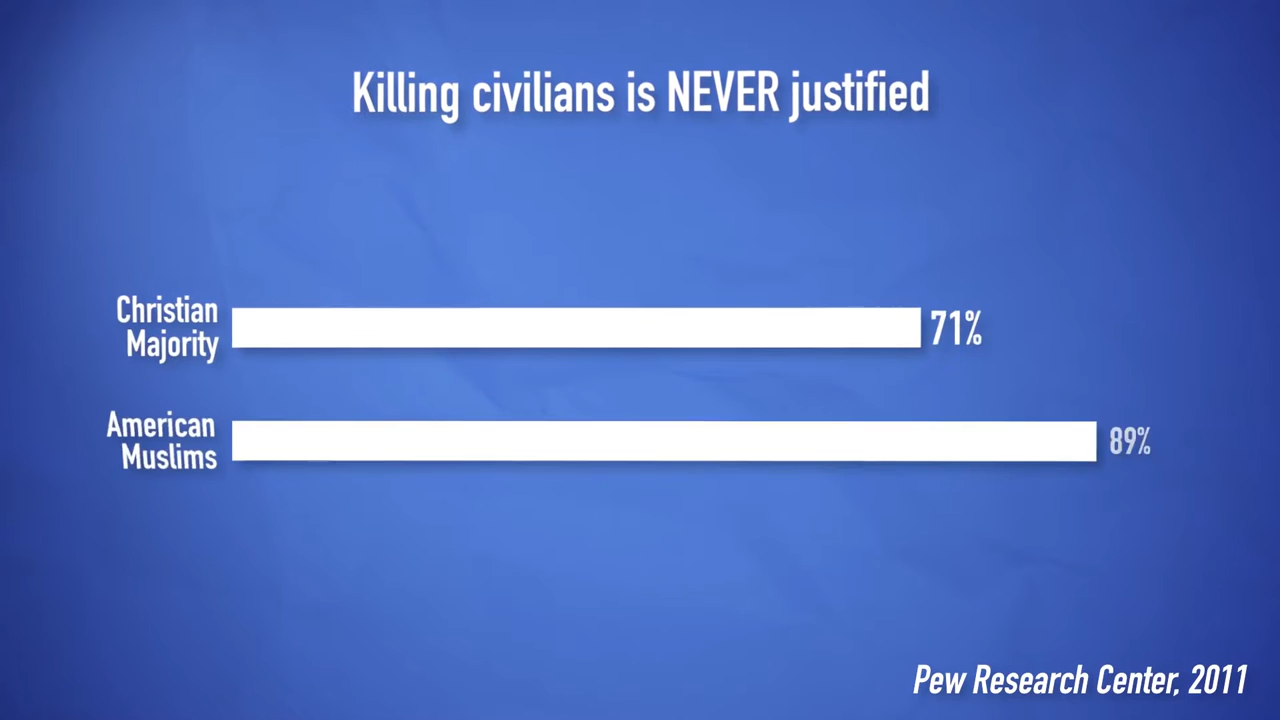 Killing civilians is NEVER justified
Christian
Majority
71%
American
Muslims
89%
Pew Research Center, 2011